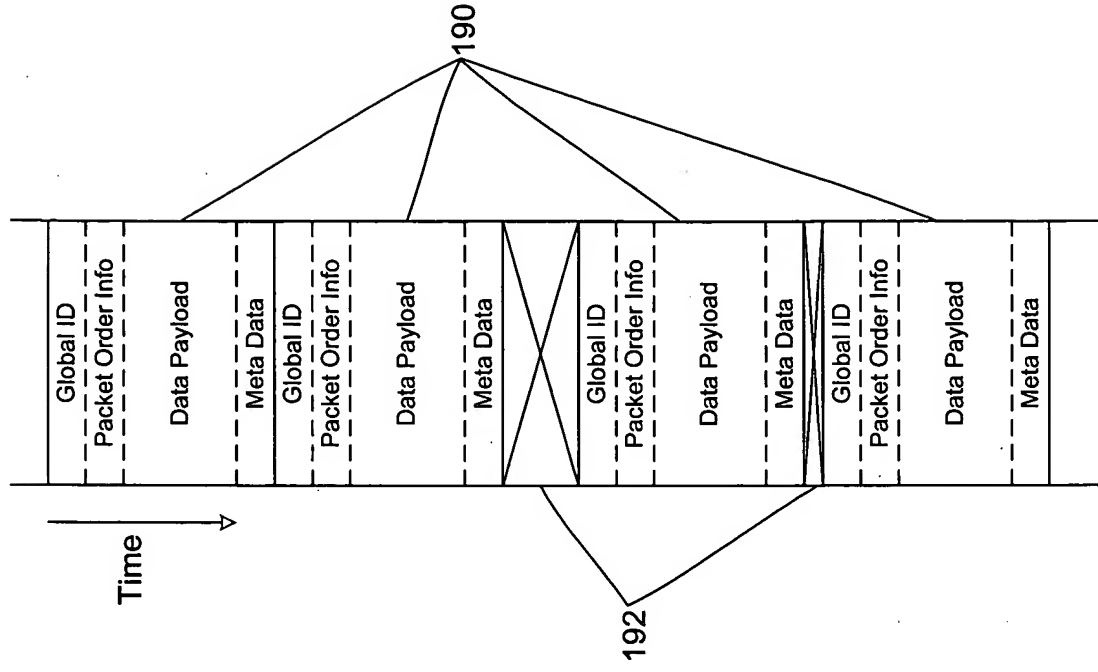 Time
Global ID
Packet Order Info
Data Payload
Meta Data
Global ID
Packet Order Info
Data Payload
Meta Data
Global ID
Packet Order Info
Data Payload
Meta Data
Global ID
Packet Order Info
Data Payload
Meta Data
190
192